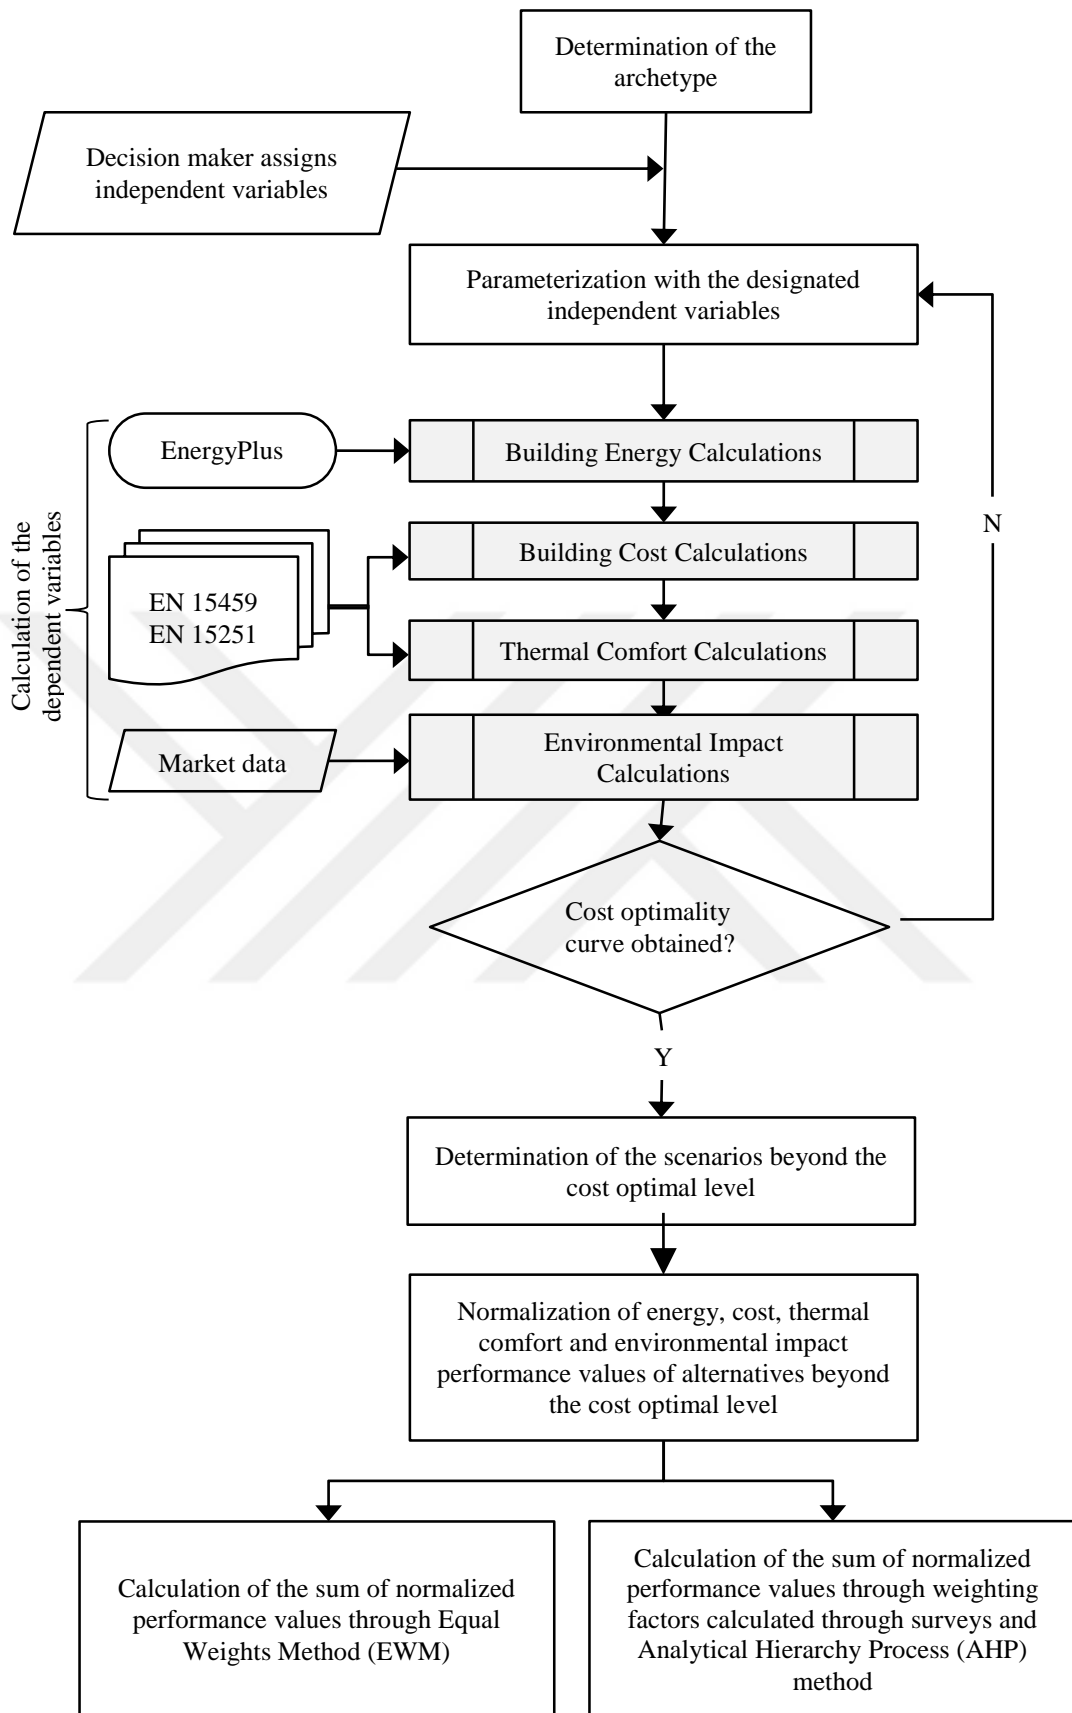 Determination of the
archetype
Decision maker assigns
independent variables
Parameterization with the designated
independent variables
Calculation of the
dependent variables
EnergyPlus
Building Energy Calculations
N
Building Cost Calculations
EN 15459
EN 15251
Thermal Comfort Calculations
Market data
Environmental Impact
Calculations
Cost optimality
curve obtained?
Y
Determination of the scenarios beyond the
cost optimal level
Normalization of energy, cost, thermal
comfort and environmental impact
performance values of alternatives beyond
the cost optimal level
Calculation of the sum of normalized
performance values through Equal
Weights Method (EWM)
Calculation of the sum of normalized
performance values through weighting
factors calculated through surveys and
Analytical Hierarchy Process (AHP)
method